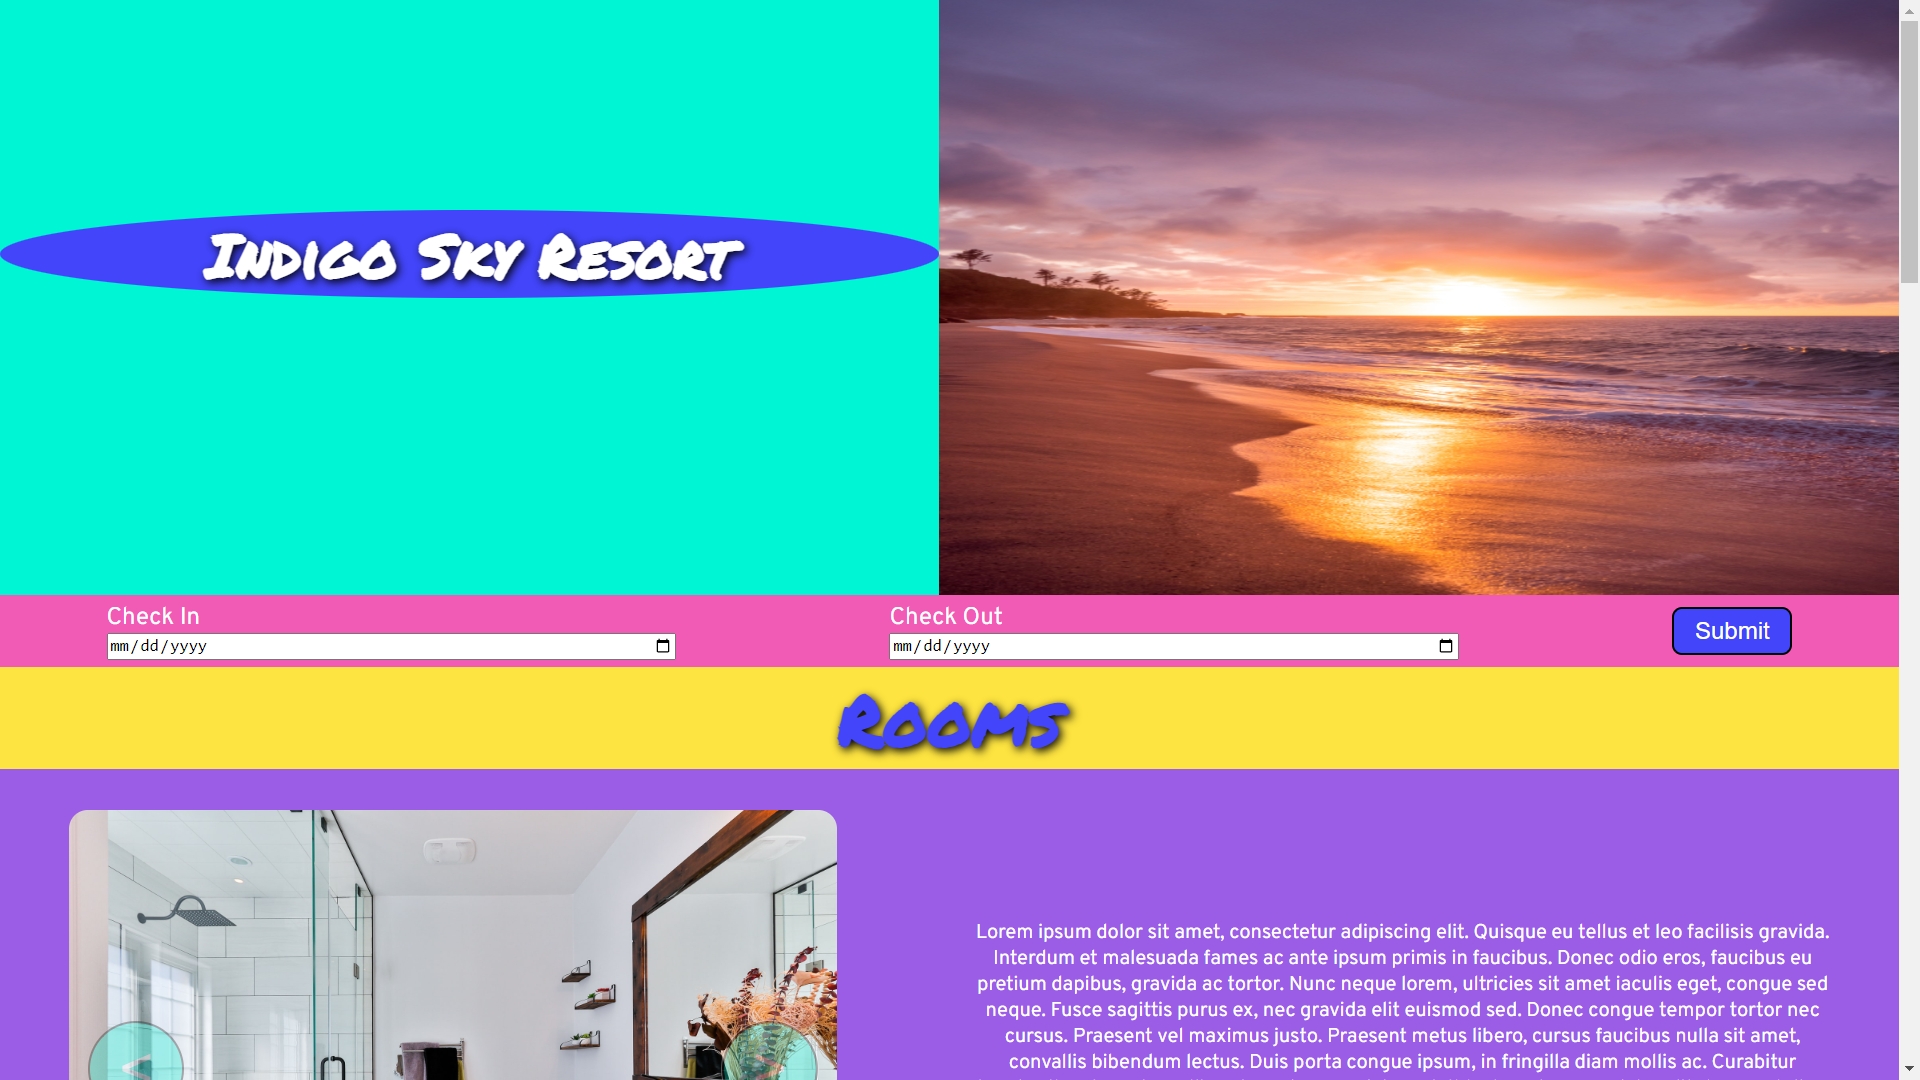 Indigo Sky Resort
Check In
mm/dd/yyyy
Check Out
mm/dd/yyyy
Submit
Rooms
Lorem ipsum dolor sit amet, consectetur adipiscing elit. Quisque eu tellus et leo facilisis gravida.
Interdum et malesuada fames ac ante ipsum primis in faucibus. Donec odio eros, faucibus eu
pretium dapibus, gravida ac tortor. Nunc neque lorem, ultricies sit amet iaculis eget, congue sed
neque. Fusce sagittis purus ex, nec gravida elit euismod sed. Donec congue tempor tortor nec
cursus. Praesent vel maximus justo. Praesent metus libero, cursus faucibus nulla sit amet,
convallis bibendum lectus. Duis porta congue ipsum, in fringilla diam mollis ac. Curabitur